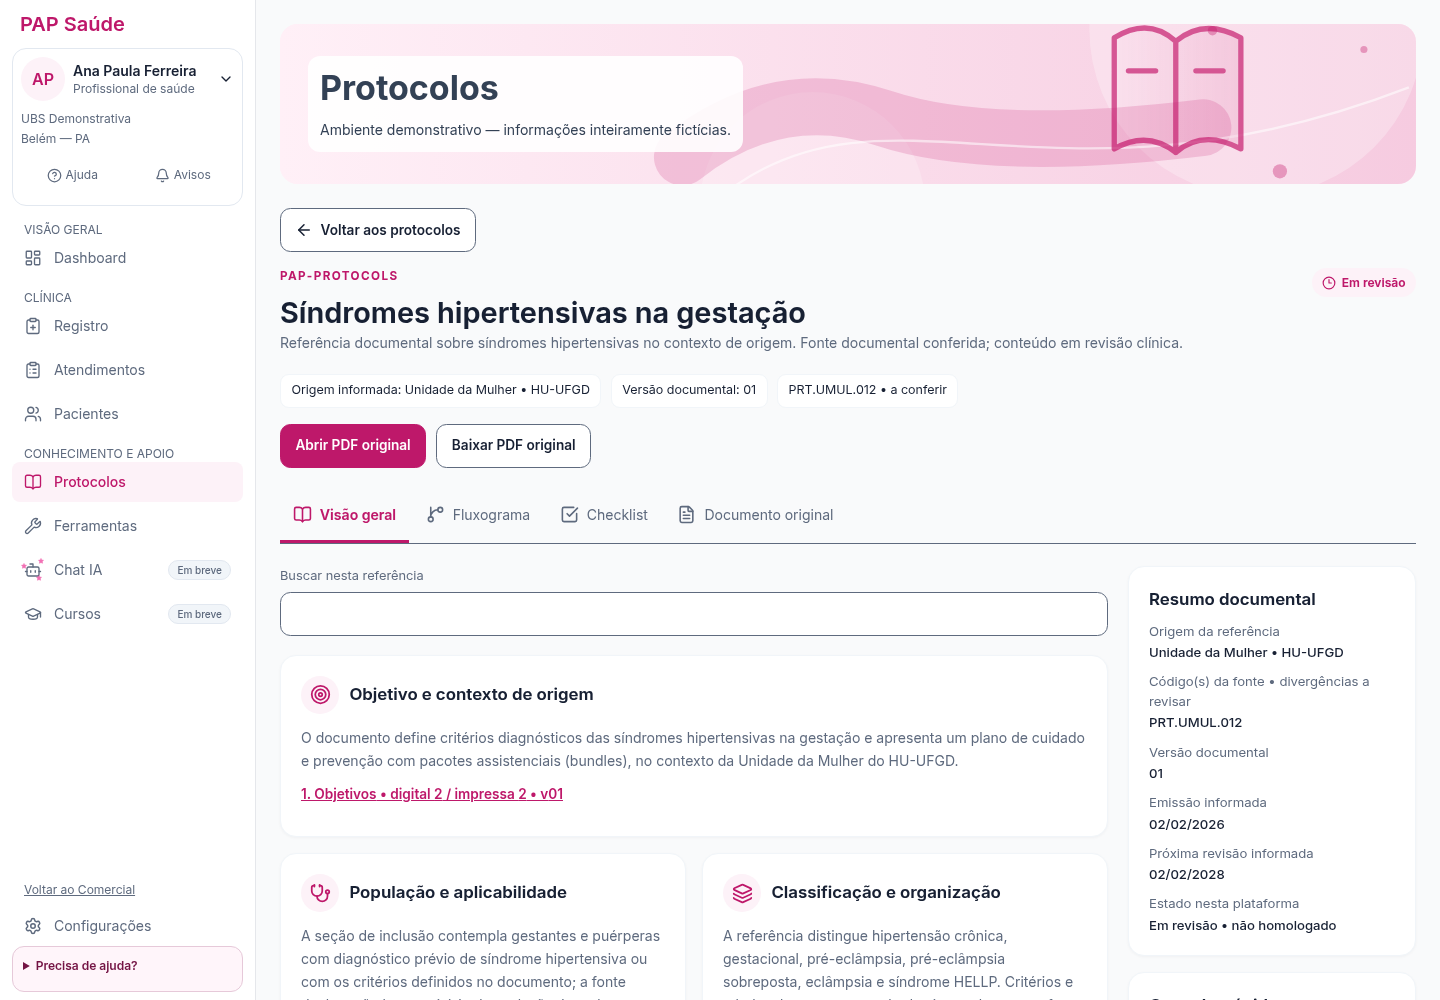 PAP Saúde
AP
Ana Paula Ferreira
Profissional de saúde
UBS Demonstrativa
Belém — PA
Ajuda
Avisos
VISÃO GERAL
Dashboard
CLÍNICA
Registro
Atendimentos
Pacientes
CONHECIMENTO E APOIO
Protocolos
Ferramentas
Chat IA
Em breve
Cursos
Em breve
Voltar ao Comercial
Configurações
Precisa de ajuda?
Protocolos
Ambiente demonstrativo — informações inteiramente fictícias.
Voltar aos protocolos
PAP-PROTOCOLS
Em revisão
Síndromes hipertensivas na gestação
Referência documental sobre síndromes hipertensivas no contexto de origem. Fonte documental conferida; conteúdo em revisão clínica.
Origem informada: Unidade da Mulher • HU-UFGD
Versão documental: 01
PRT.UMUL.012 • a conferir
Abrir PDF original
Baixar PDF original
Visão geral
Fluxograma
Checklist
Documento original
Buscar nesta referência
Objetivo e contexto de origem
O documento define critérios diagnósticos das síndromes hipertensivas na gestação e apresenta um plano de cuidado
e prevenção com pacotes assistenciais (bundles), no contexto da Unidade da Mulher do HU-UFGD.
1. Objetivos • digital 2 / impressa 2 • v01
População e aplicabilidade
A seção de inclusão contempla gestantes e puérperas
com diagnóstico prévio de síndrome hipertensiva ou
com os critérios definidos no documento; a fonte
Classificação e organização
A referência distingue hipertensão crônica,
gestacional, pré-eclâmpsia, pré-eclâmpsia
sobreposta, eclâmpsia e síndrome HELLP. Critérios e
Resumo documental
Origem da referência
Unidade da Mulher • HU-UFGD
Código(s) da fonte • divergências a
revisar
PRT.UMUL.012
Versão documental
01
Emissão informada
02/02/2026
Próxima revisão informada
02/02/2028
Estado nesta plataforma
Em revisão • não homologado